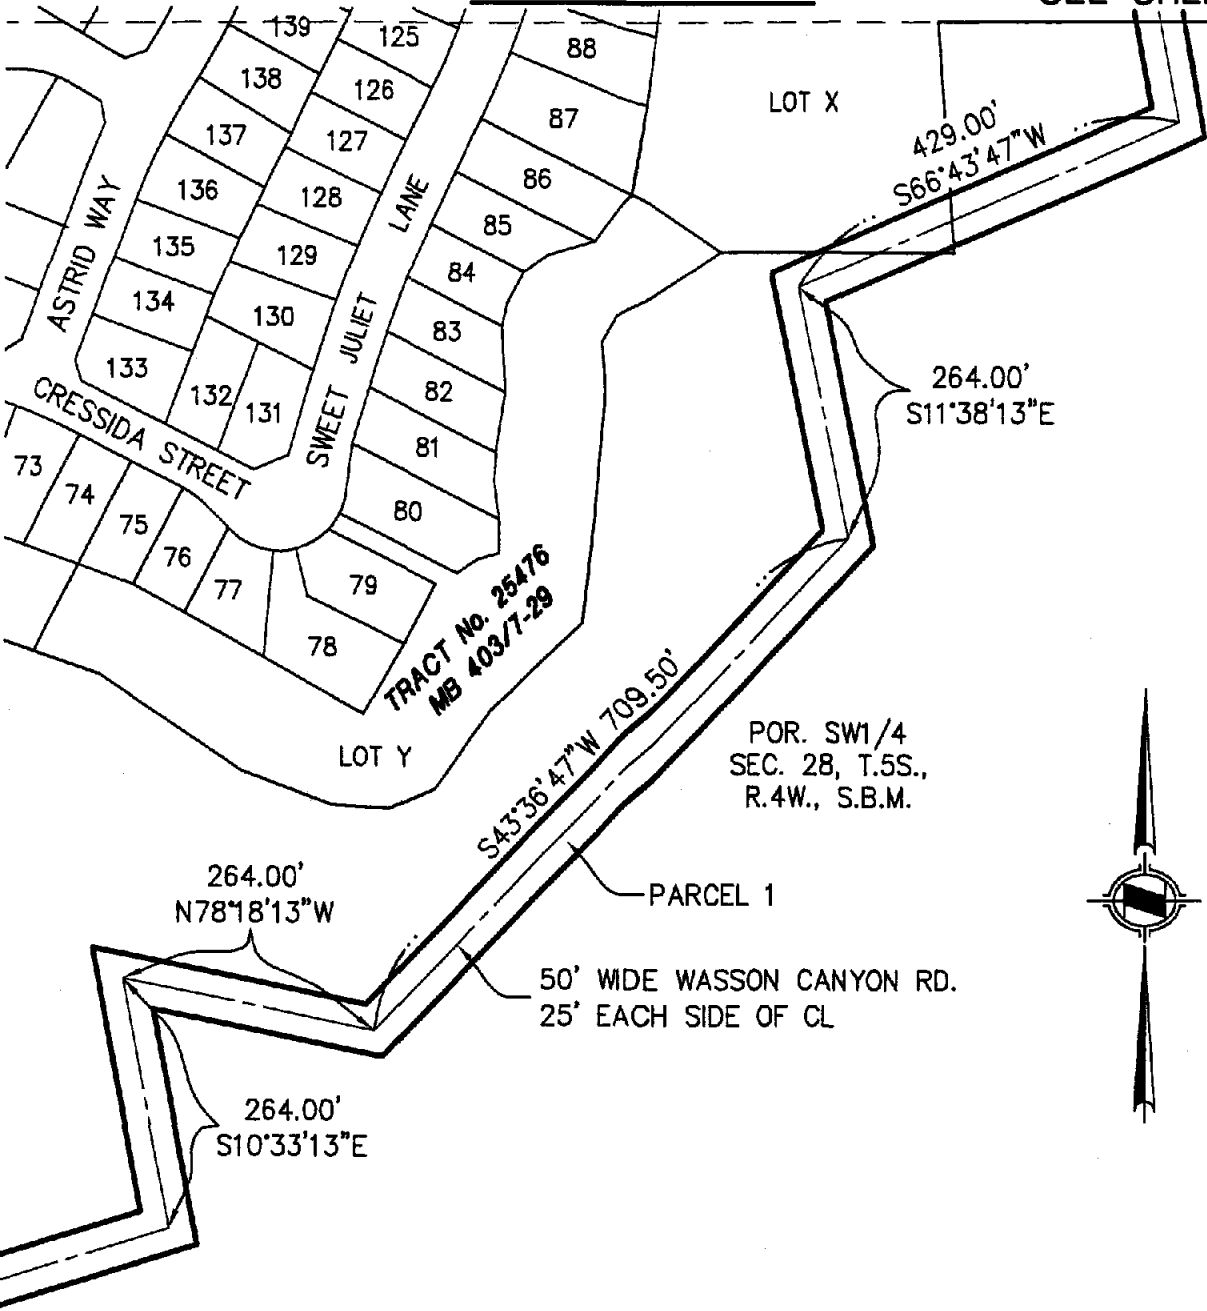 139
125
88
138
126
LOT X
137
127
87
429.00'
S66°43'47"W
136
128
86
ASTRID WAY
LANE
135
129
85
134
130
84
JULIET
83
133
132
131
82
264.00'
S11°38'13"E
CRESSIDA STREET
SWEET
81
73
74
75
76
77
80
79
78
TRACT No. 25476
MB 403/7-29
LOT Y
S43°36'47"W 709.50'
POR. SW1/4
SEC. 28, T.5S.,
R.4W., S.B.M.
264.00'
N78°18'13"W
PARCEL 1
50' WIDE WASSON CANYON RD.
25' EACH SIDE OF CL
264.00'
S10°33'13"E